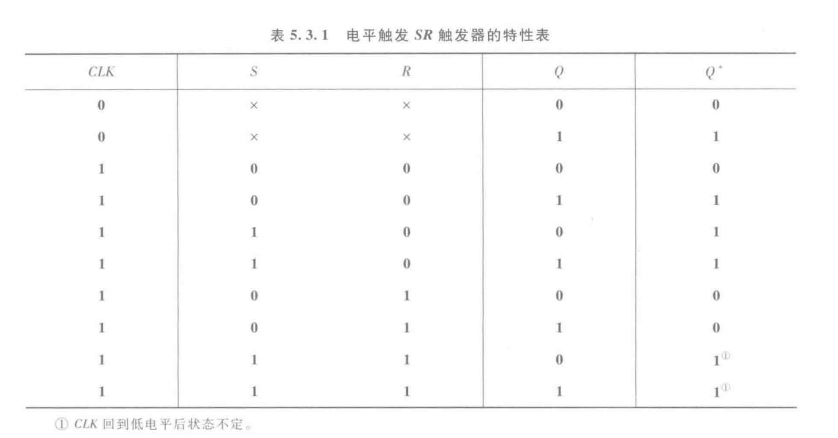 表 5.3.1 电平触发 SR 触发器的特性表
CLK S R Q Q*
0 × × 0 0
0 × × 1 1
1 0 0 0 0
1 0 0 1 1
1 1 0 0 1
1 1 0 1 1
1 0 1 0 0
1 0 1 1 0
1 1 1 0 1①
1 1 1 1 1①
① CLK 回到低电平后状态不定。